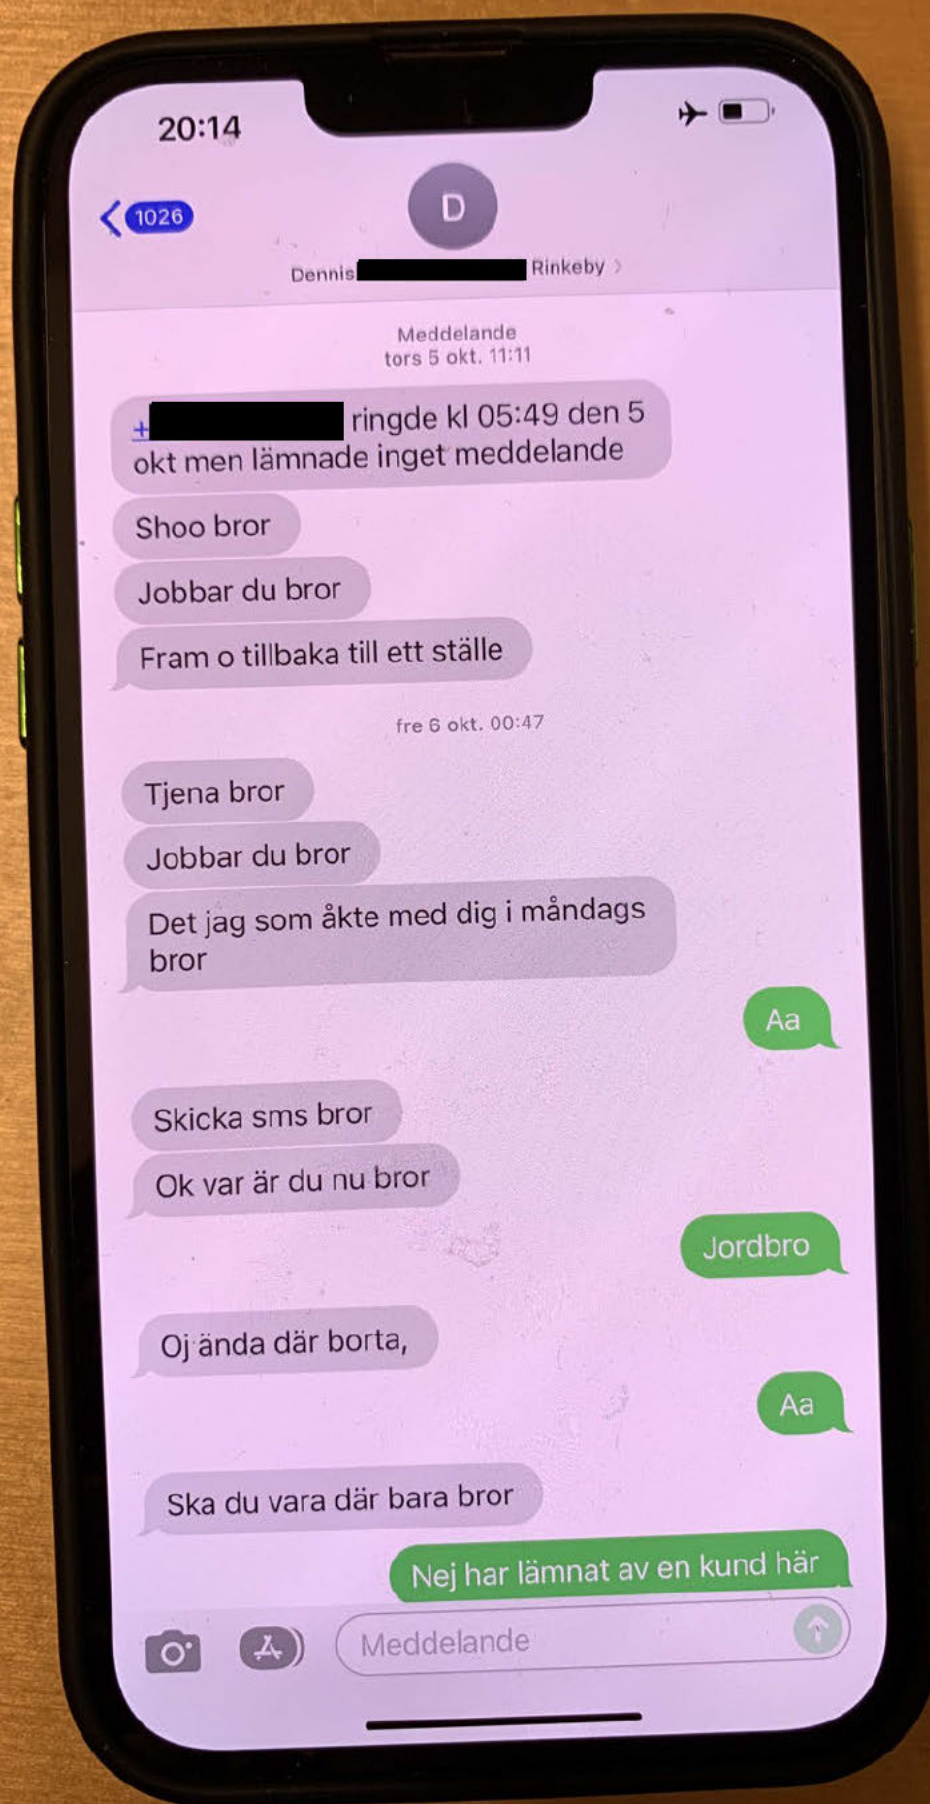 20:14
1026
D
Dennis
Rinkeby
Meddelande
tors 5 okt. 11:11
+ ringde kl 05:49 den 5
okt men lämnade inget meddelande
Shoo bror
Jobbar du bror
Fram o tillbaka till ett ställe
fre 6 okt. 00:47
Tjena bror
Jobbar du bror
Det jag som åkte med dig i måndags
bror
Aa
Skicka sms bror
Ok var är du nu bror
Jordbro
Oj ända där borta,
Aa
Ska du vara där bara bror
Nej har lämnat av en kund här
Meddelande